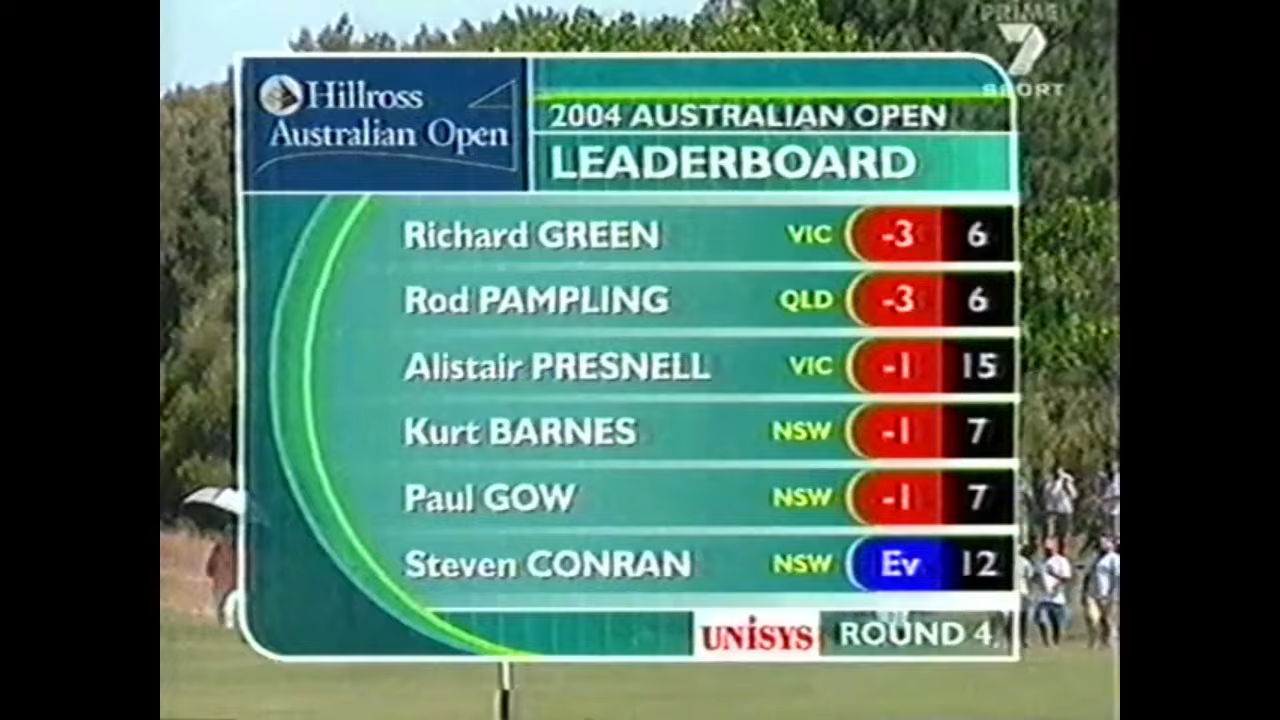 PRIME
7
SPORT
Hillross
Australian Open
2004 AUSTRALIAN OPEN
LEADERBOARD
Richard GREEN VIC -3 6
Rod PAMPLING QLD -3 6
Alistair PRESNELL VIC -1 15
Kurt BARNES NSW -1 7
Paul GOW NSW -1 7
Steven CONRAN NSW Ev 12
UNISYS ROUND 4